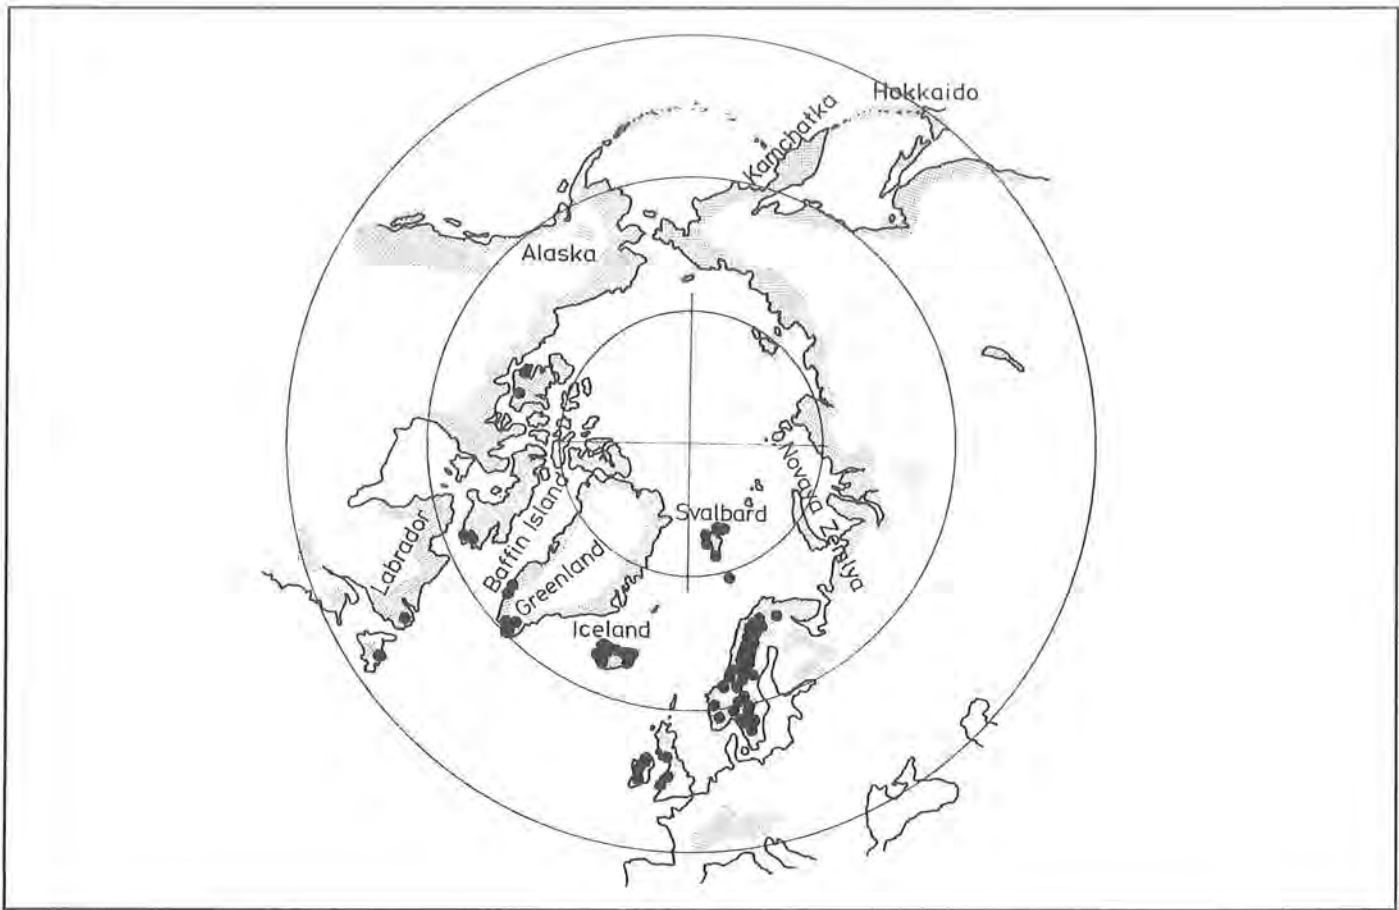 Hokkaido
Kamchatka
Alaska
Novaya Zemlya
Svalbard
Baffin Island
Labrador
Greenland
Iceland